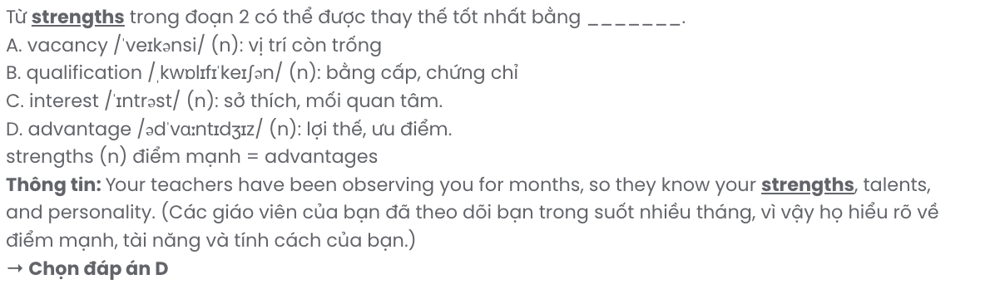 Từ strengths trong đoạn 2 có thể được thay thế tốt nhất bằng _______.
A. vacancy /ˈveɪkənsi/ (n): vị trí còn trống
B. qualification /ˌkwɒlɪfɪˈkeɪʃən/ (n): bằng cấp, chứng chỉ
C. interest /ˈɪntrəst/ (n): sở thích, mối quan tâm.
D. advantage /ədˈvɑːntɪdʒɪz/ (n): lợi thế, ưu điểm.
strengths (n) điểm mạnh = advantages
Thông tin: Your teachers have been observing you for months, so they know your strengths, talents,
and personality. (Các giáo viên của bạn đã theo dõi bạn trong suốt nhiều tháng, vì vậy họ hiểu rõ về
điểm mạnh, tài năng và tính cách của bạn.)
→ Chọn đáp án D